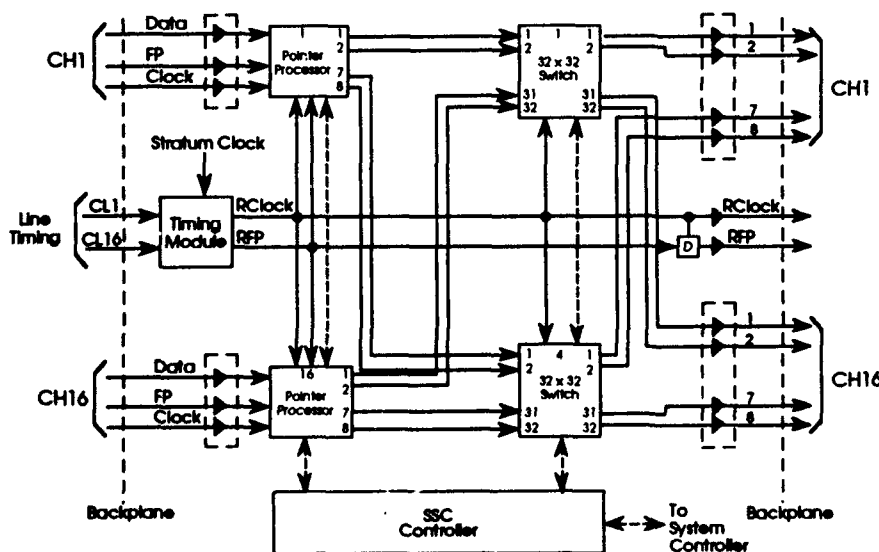 CH1
Data
FP
Clock
1
Pointer
Processor
1
2
7
8
1
2
1
32 x 32
Switch
31
32
1
2
31
32
1
2
7
8
CH1
Stratum Clock
Line
Timing
CL1
CL16
Timing
Module
RClock
RFP
D
RClock
RFP
CH16
Data
FP
Clock
16
Pointer
Processor
1
2
7
8
1
2
4
32 x 32
Switch
31
32
1
2
31
32
1
2
7
8
CH16
Backplane
SSC
Controller
To
System
Controller
Backplane